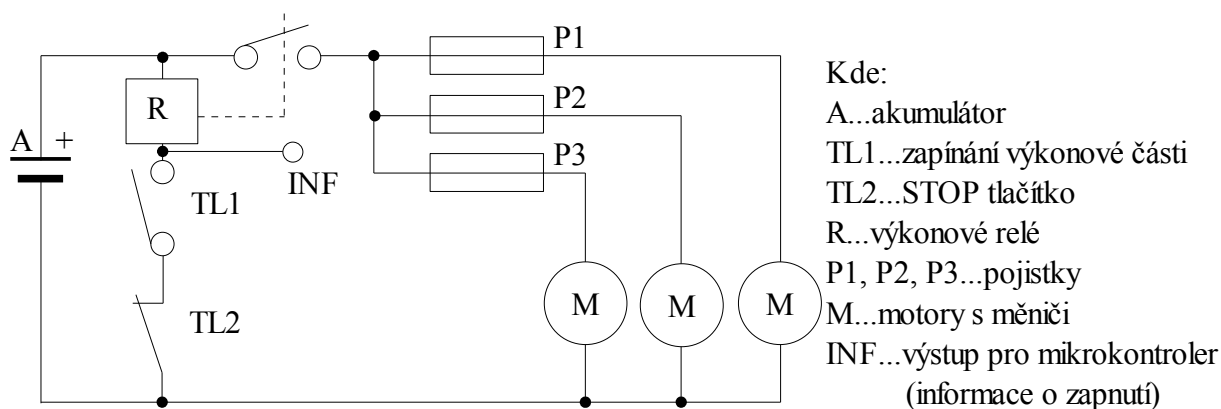 P1
P2
P3
R
A +
INF
TL1
TL2
M M M
Kde:
A...akumulátor
TL1...zapínání výkonové části
TL2...STOP tlačítko
R...výkonové relé
P1, P2, P3...pojistky
M...motory s měniči
INF...výstup pro mikrokontroler
(informace o zapnutí)